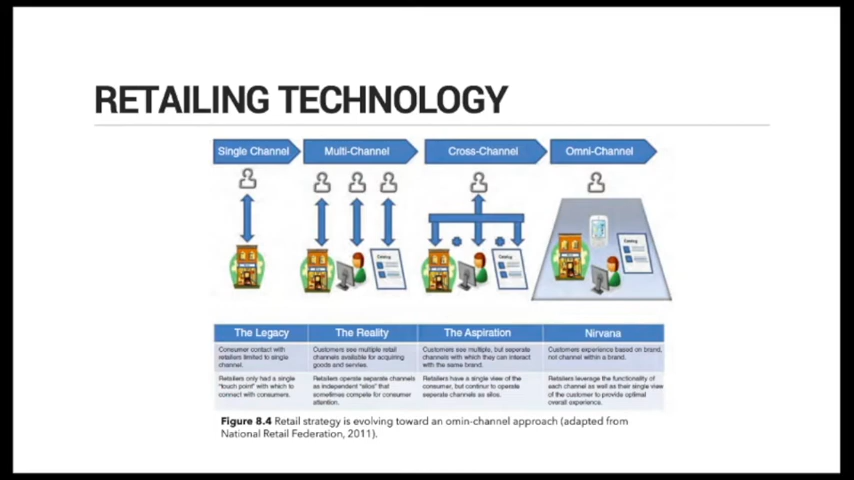 RETAILING TECHNOLOGY
Single Channel
Multi-Channel
Cross-Channel
Omni-Channel
Catalog
Catalog
Catalog
The Legacy
The Reality
The Aspiration
Nirvana
Consumer contact with
retailers limited to single
channel.
Customers see multiple retail
channels available for acquiring
goods and servies.
Customers see multiple, but seperate
channels with which they can interact
with the same brand.
Customers experience based on brand,
not channel within a brand.
Retailers only had a single
"touch point" with which to
connect with consumers.
Retailers operate separate channels
as independent "silos" that
sometimes compete for consumer
attention.
Retailers have a single view of the
consumer, but continue to operate
seperate channels as silos.
Retailers leverage the functionality of
each channel as well as their single view
of the customer to provide optimal
overall experience.
Figure 8.4 Retail strategy is evolving toward an omin-channel approach (adapted from
National Retail Federation, 2011).